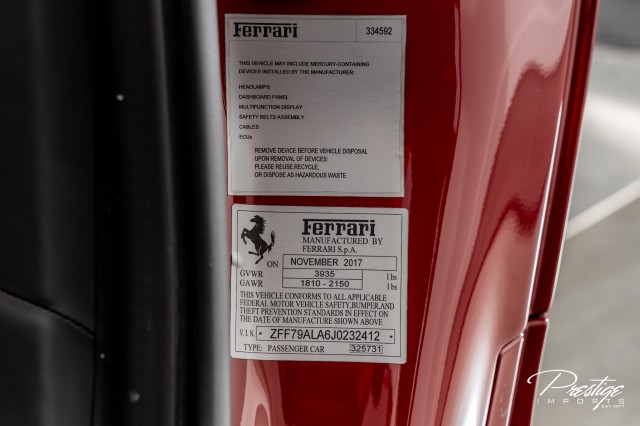 Ferrari 334592
THIS VEHICLE MAY INCLUDE MERCURY-CONTAINING
DEVICES INSTALLED BY THE MANUFACTURER.
HEADLAMPS
DASHBOARD PANEL
MULTIFUNCTION DISPLAY
SAFETY BELTS ASSEMBLY
CABLES
ECUs
REMOVE DEVICE BEFORE VEHICLE DISPOSAL
UPON REMOVAL OF DEVICES:
PLEASE REUSE,RECYCLE,
OR DISPOSE AS HAZARDOUS WASTE
Ferrari
MANUFACTURED BY
FERRARI S.p.A.
ON NOVEMBER 2017
GVWR 3935 lbs
GAWR 1810 - 2150 lbs
THIS VEHICLE CONFORMS TO ALL APPLICABLE
FEDERAL MOTOR VEHICLE SAFETY,BUMPER,AND
THEFT PREVENTION STANDARDS IN EFFECT ON
THE DATE OF MANUFACTURE SHOWN ABOVE
V.I.N. * ZFF79ALA6J0232412 *
TYPE: PASSENGER CAR 325731
Prestige
IMPORTS
EST 1977